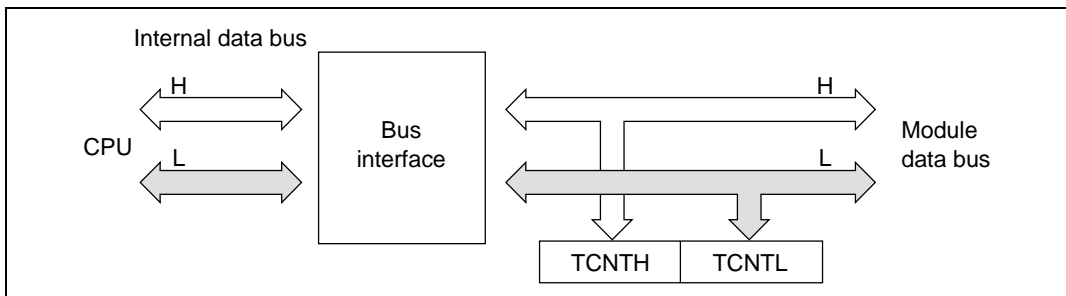 Internal data bus
H
H
CPU
Bus
interface
Module
data bus
L
L
TCNTH
TCNTL